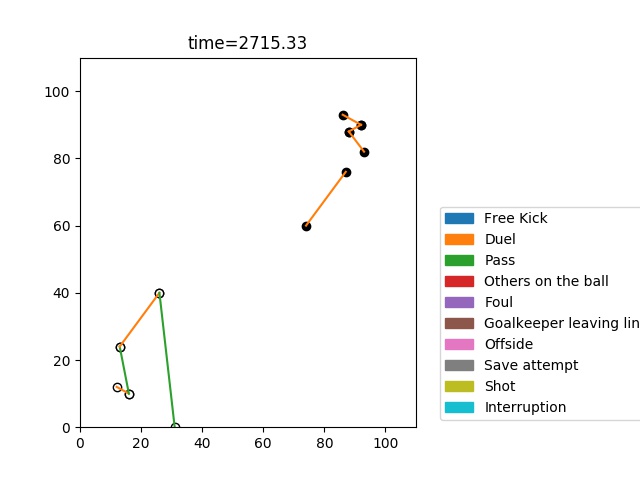 time=2715.33
100
80
60
40
20
0
0 20 40 60 80 100
Free Kick
Duel
Pass
Others on the ball
Foul
Goalkeeper leaving lin
Offside
Save attempt
Shot
Interruption